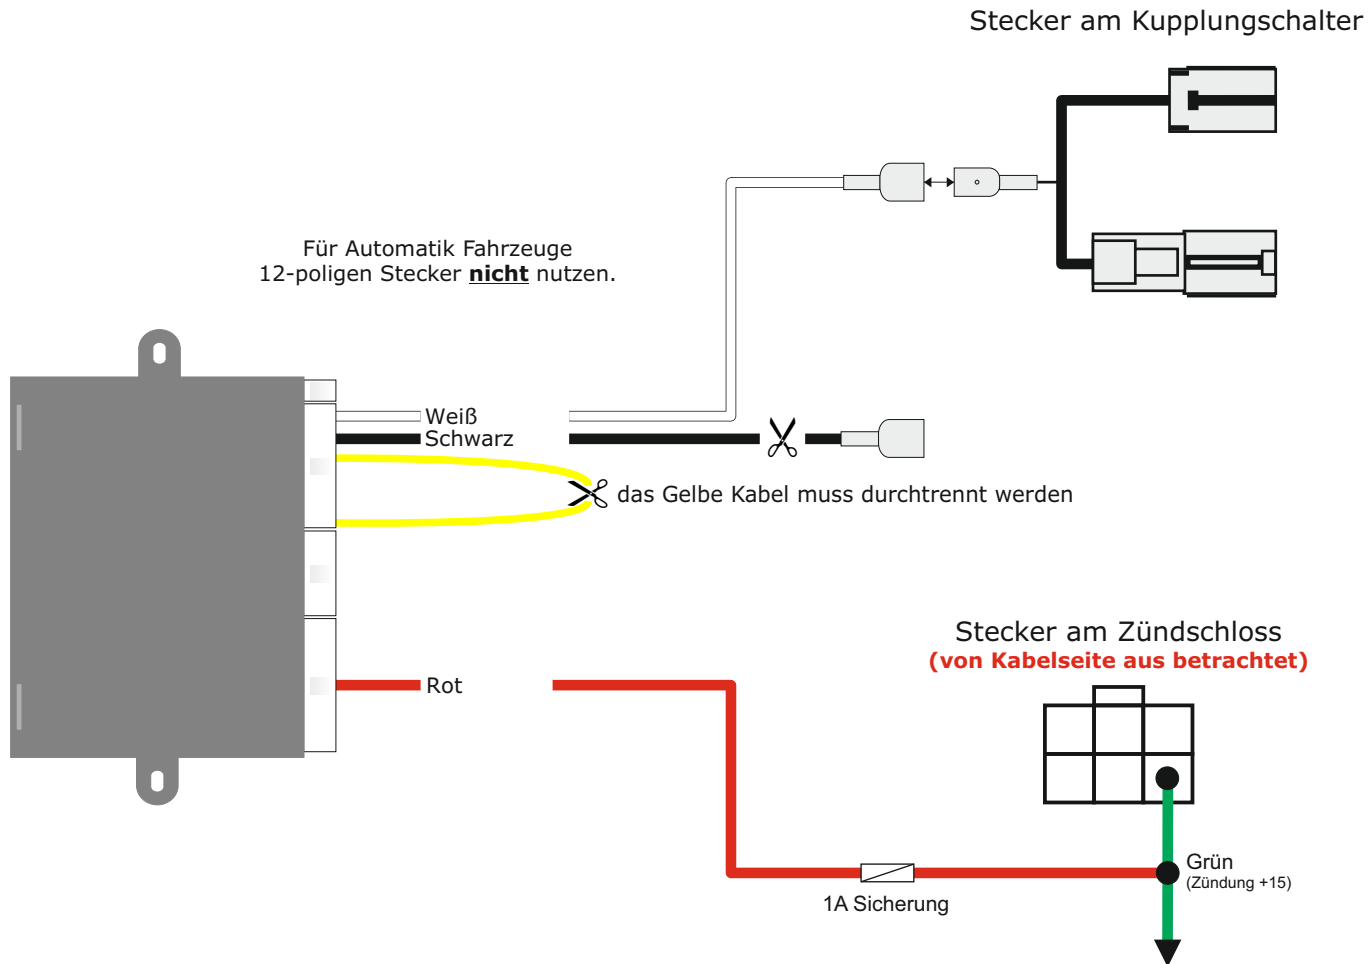 Stecker am Kupplungschalter
Für Automatik Fahrzeuge
12-poligen Stecker nicht nutzen.
Weiß
Schwarz
das Gelbe Kabel muss durchtrennt werden
Stecker am Zündschloss
(von Kabelseite aus betrachtet)
Rot
Grün
(Zündung +15)
1A Sicherung